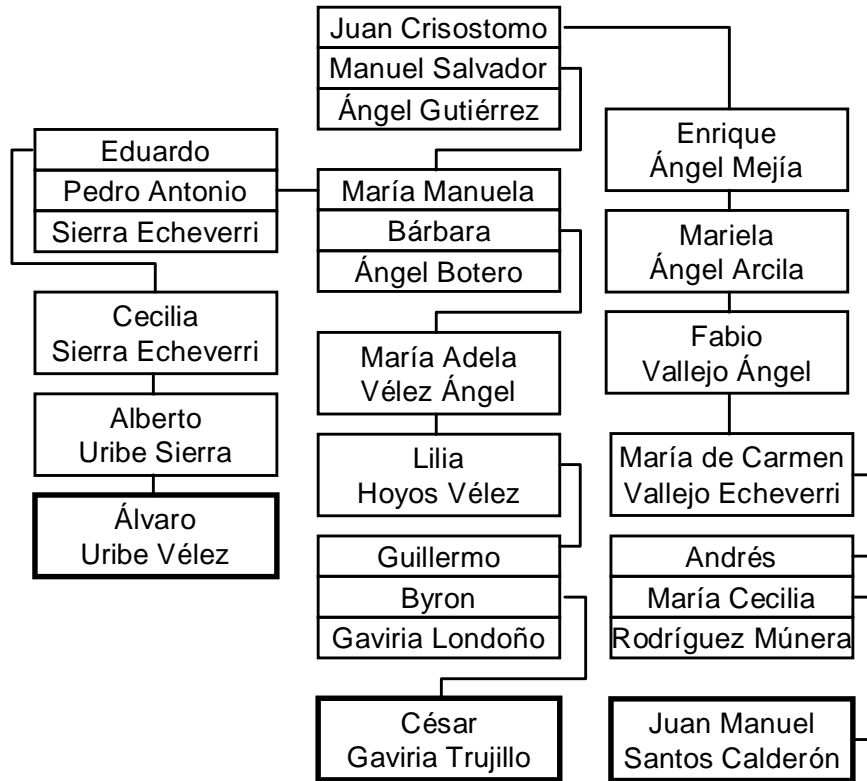 Juan Crisostomo
Manuel Salvador
Ángel Gutiérrez
Eduardo
Pedro Antonio
Sierra Echeverri
María Manuela
Bárbara
Ángel Botero
Enrique
Ángel Mejía
Mariela
Ángel Arcila
Cecilia
Sierra Echeverri
María Adela
Vélez Ángel
Fabio
Vallejo Ángel
Alberto
Uribe Sierra
Lilia
Hoyos Vélez
María de Carmen
Vallejo Echeverri
Álvaro
Uribe Vélez
Guillermo
Byron
Gaviria Londoño
Andrés
María Cecilia
Rodríguez Múnera
César
Gaviria Trujillo
Juan Manuel
Santos Calderón